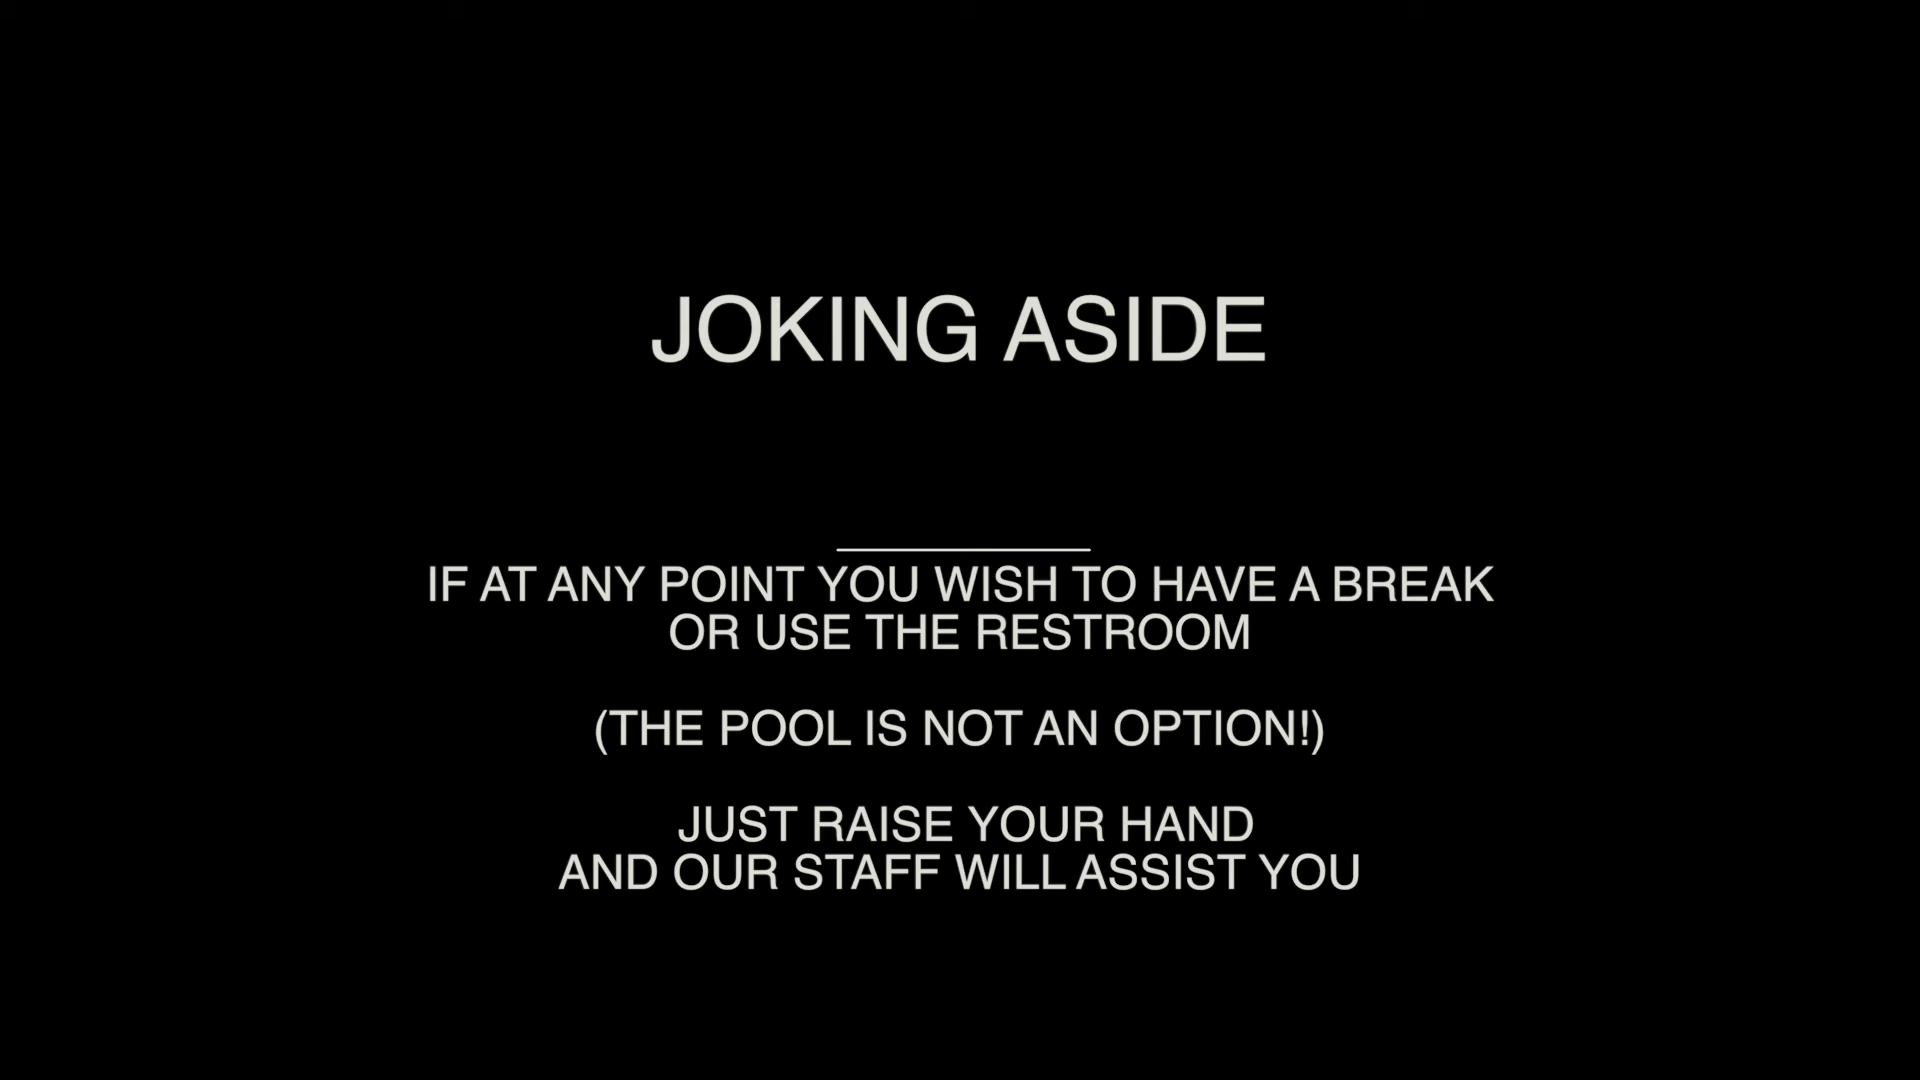 JOKING ASIDE
IF AT ANY POINT YOU WISH TO HAVE A BREAK
OR USE THE RESTROOM
(THE POOL IS NOT AN OPTION!)
JUST RAISE YOUR HAND
AND OUR STAFF WILL ASSIST YOU